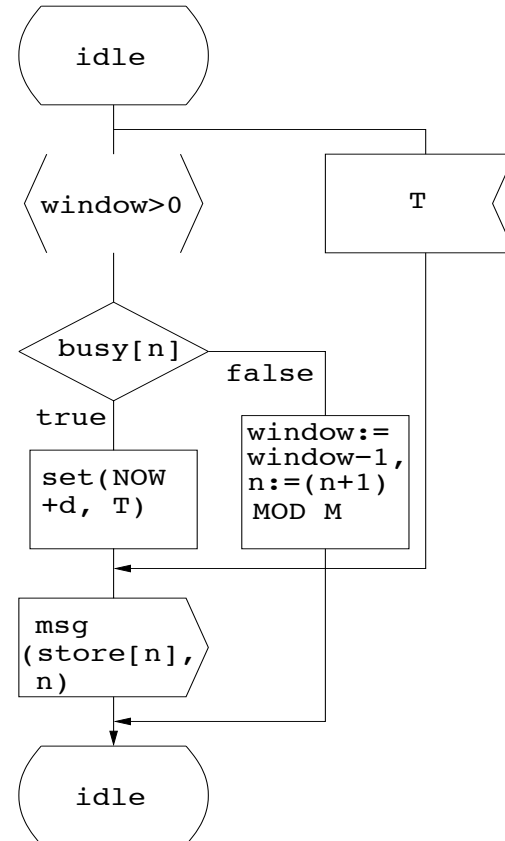 idle
window>0
T
busy[n]
false
true
window:=
window−1,
n:=(n+1)
MOD M
set(NOW
+d, T)
msg
(store[n],
n)
idle